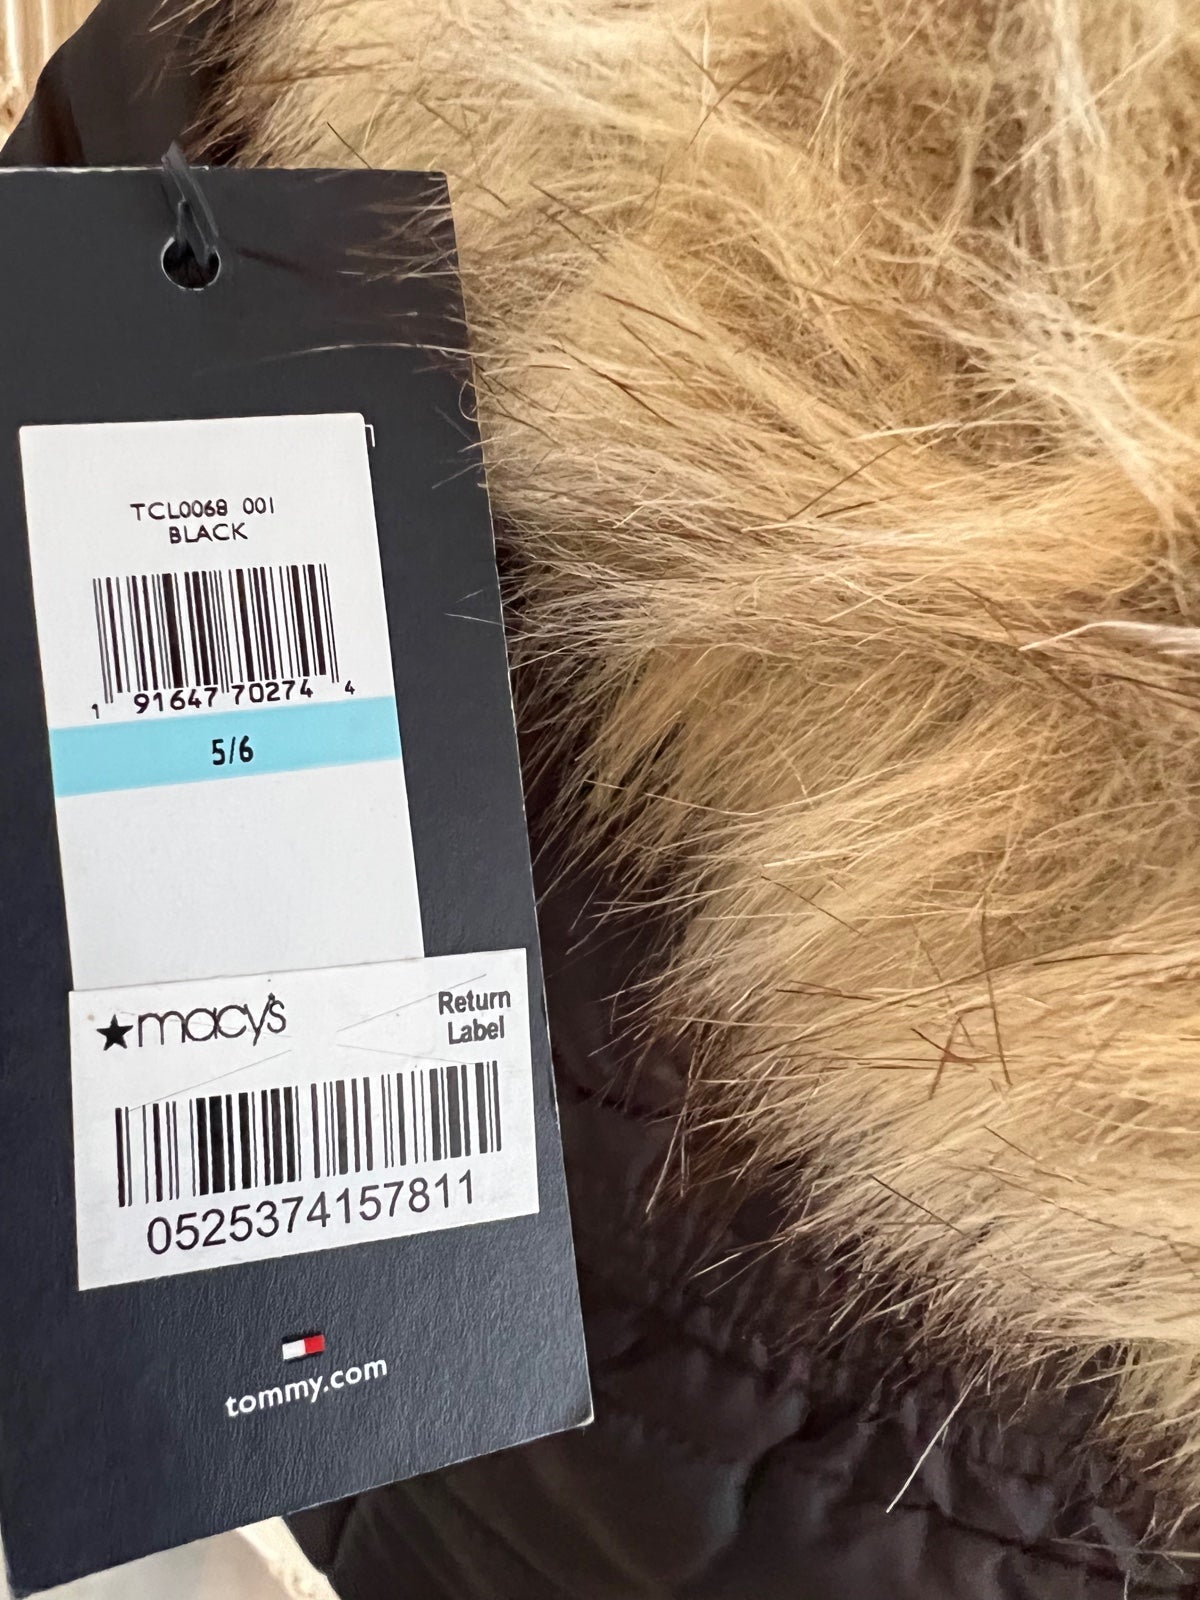 TCL0068 001
BLACK
1 91647 70274 4
5/6
macy's
Return
Label
0525374157811
tommy.com